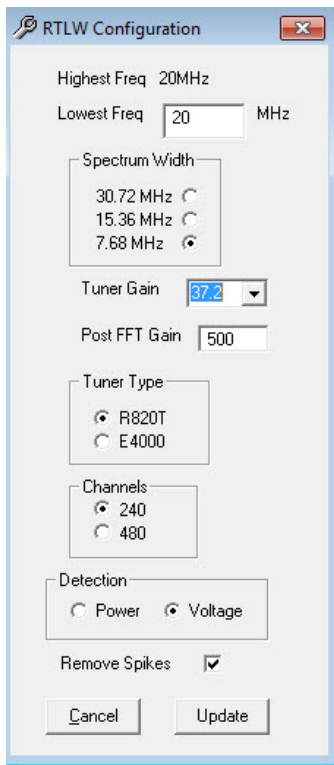 RTLW Configuration
Highest Freq 20MHz
Lowest Freq 20 MHz
Spectrum Width
30.72 MHz
15.36 MHz
7.68 MHz
Tuner Gain 37.2
Post FFT Gain 500
Tuner Type
R820T
E4000
Channels
240
480
Detection
Power Voltage
Remove Spikes
Cancel Update